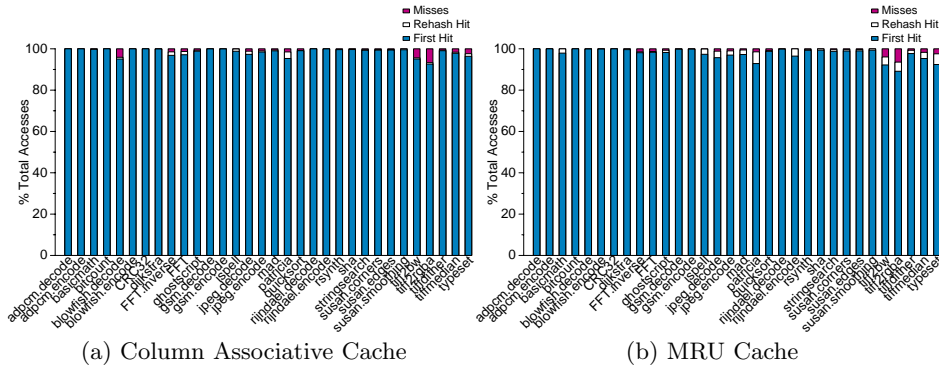 Misses
Rehash Hit
First Hit
% Total Accesses
100
80
60
40
20
0
adpcm.decode
adpcm.encode
basicmath
bitcount
blowfish.decode
blowfish.encode
CRC32
dijkstra
FFT.inverse
FFT
ghostscript
gsm.decode
gsm.encode
ispell
jpeg.decode
jpeg.encode
mad
patricia
quicksort
rijndael.decode
rijndael.encode
rsynth
sha
stringsearch
susan.corners
susan.edges
susan.smoothing
tiff2bw
tiff2rgba
tiffdither
tiffmedian
typeset
(a) Column Associative Cache
Misses
Rehash Hit
First Hit
% Total Accesses
100
80
60
40
20
0
adpcm.decode
adpcm.encode
basicmath
bitcount
blowfish.decode
blowfish.encode
CRC32
dijkstra
FFT.inverse
FFT
ghostscript
gsm.decode
gsm.encode
ispell
jpeg.decode
jpeg.encode
mad
patricia
quicksort
rijndael.decode
rijndael.encode
rsynth
sha
stringsearch
susan.corners
susan.edges
susan.smoothing
tiff2bw
tiff2rgba
tiffdither
tiffmedian
typeset
(b) MRU Cache